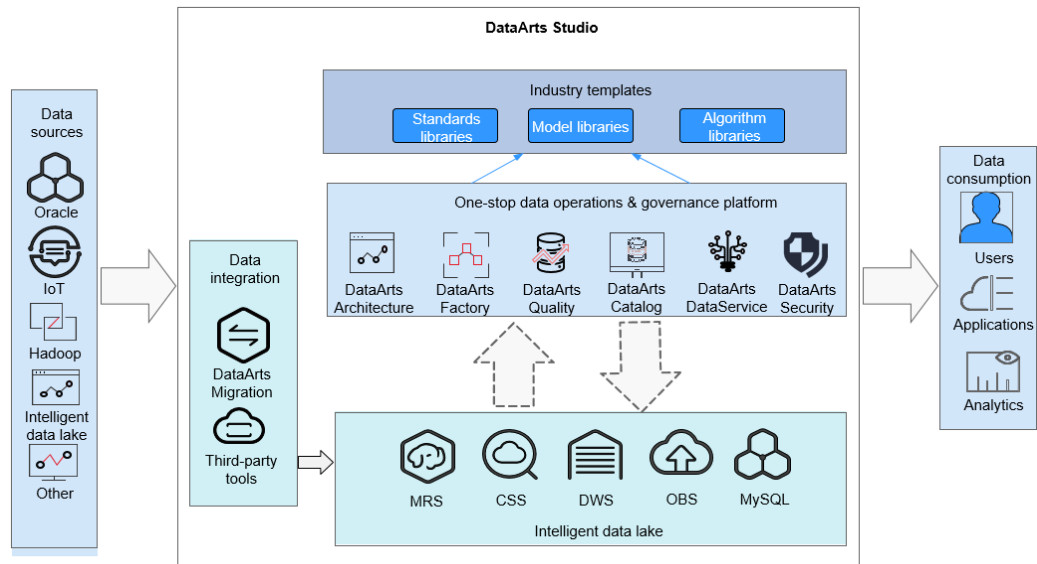 DataArts Studio
Data
sources
Oracle
IoT
Hadoop
Intelligent
data lake
Other
Data
integration
DataArts
Migration
Third-party
tools
Industry templates
Standards
libraries
Model libraries
Algorithm
libraries
One-stop data operations & governance platform
DataArts
Architecture
DataArts
Factory
DataArts
Quality
DataArts
Catalog
DataArts
DataService
DataArts
Security
MRS
CSS
DWS
OBS
MySQL
Intelligent data lake
Data
consumption
Users
Applications
Analytics